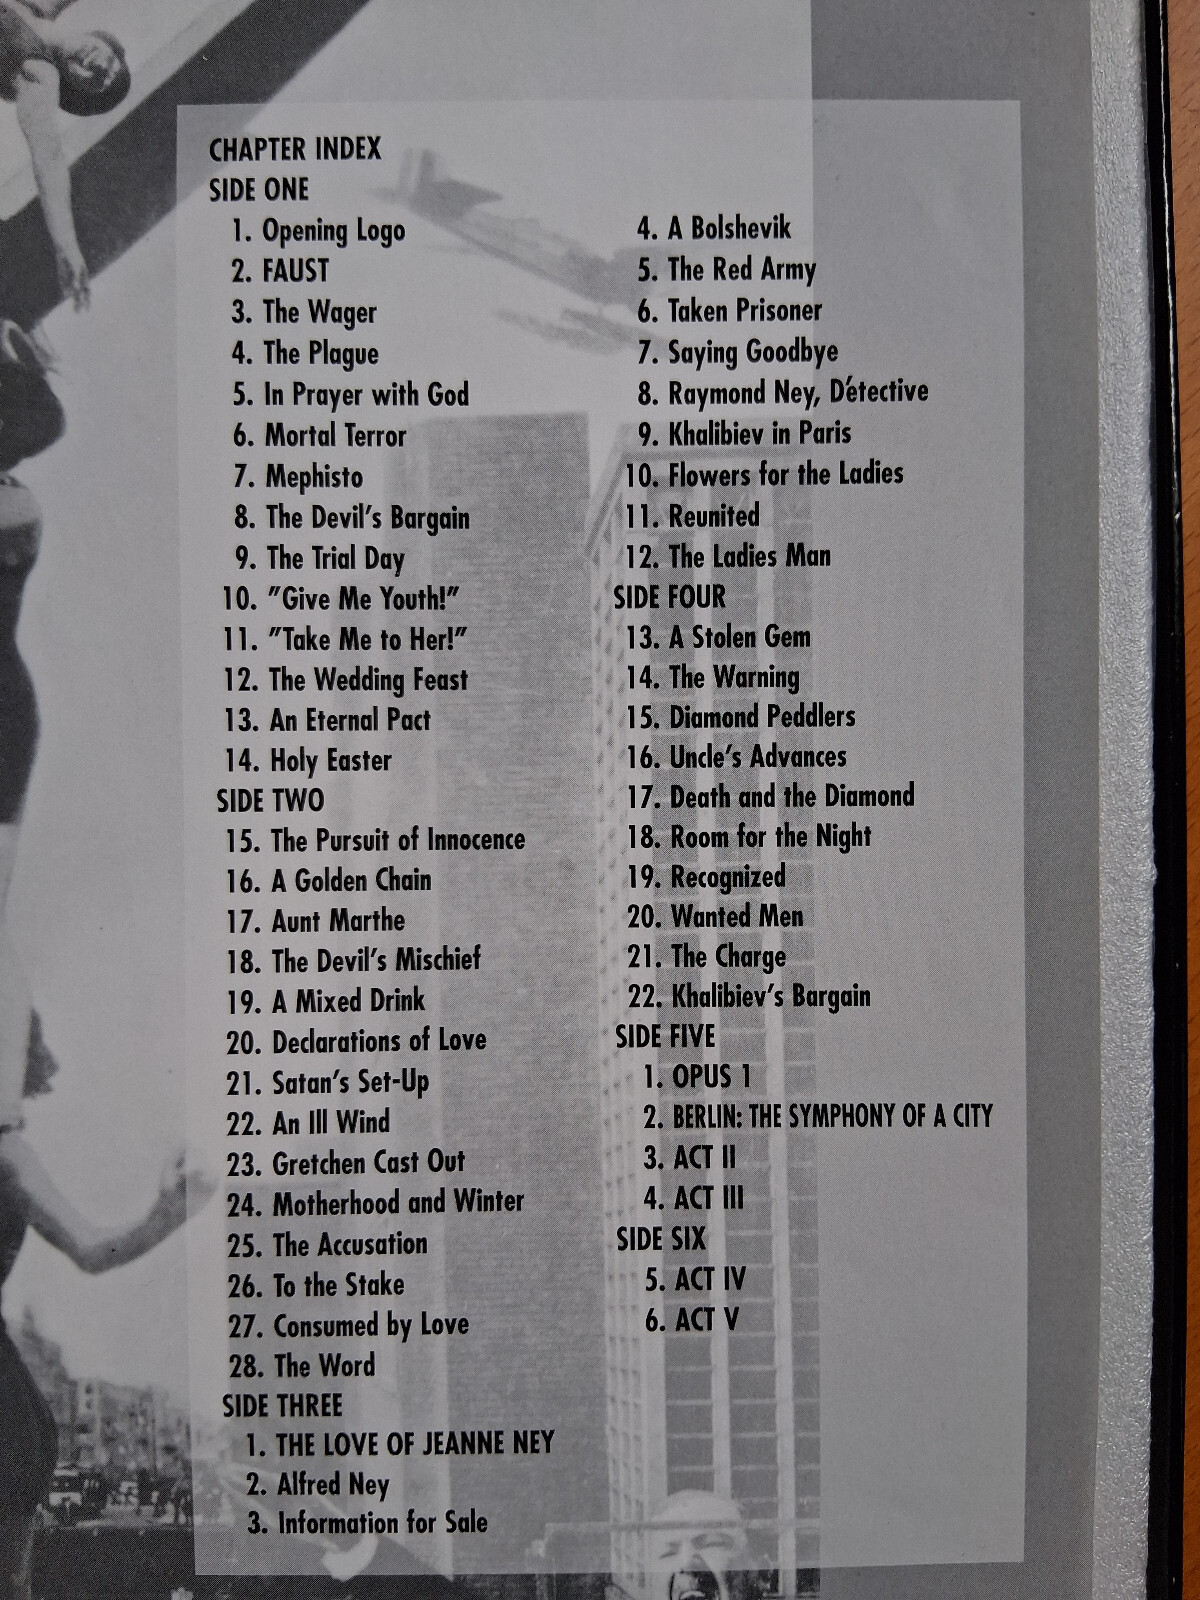 CHAPTER INDEX
SIDE ONE
1. Opening Logo
2. FAUST
3. The Wager
4. The Plague
5. In Prayer with God
6. Mortal Terror
7. Mephisto
8. The Devil's Bargain
9. The Trial Day
10. "Give Me Youth!"
11. "Take Me to Her!"
12. The Wedding Feast
13. An Eternal Pact
14. Holy Easter
SIDE TWO
15. The Pursuit of Innocence
16. A Golden Chain
17. Aunt Marthe
18. The Devil's Mischief
19. A Mixed Drink
20. Declarations of Love
21. Satan's Set-Up
22. An Ill Wind
23. Gretchen Cast Out
24. Motherhood and Winter
25. The Accusation
26. To the Stake
27. Consumed by Love
28. The Word
SIDE THREE
1. THE LOVE OF JEANNE NEY
2. Alfred Ney
3. Information for Sale
4. A Bolshevik
5. The Red Army
6. Taken Prisoner
7. Saying Goodbye
8. Raymond Ney, D́etective
9. Khalibiev in Paris
10. Flowers for the Ladies
11. Reunited
12. The Ladies Man
SIDE FOUR
13. A Stolen Gem
14. The Warning
15. Diamond Peddlers
16. Uncle's Advances
17. Death and the Diamond
18. Room for the Night
19. Recognized
20. Wanted Men
21. The Charge
22. Khalibiev's Bargain
SIDE FIVE
1. OPUS 1
2. BERLIN: THE SYMPHONY OF A CITY
3. ACT II
4. ACT III
SIDE SIX
5. ACT IV
6. ACT V